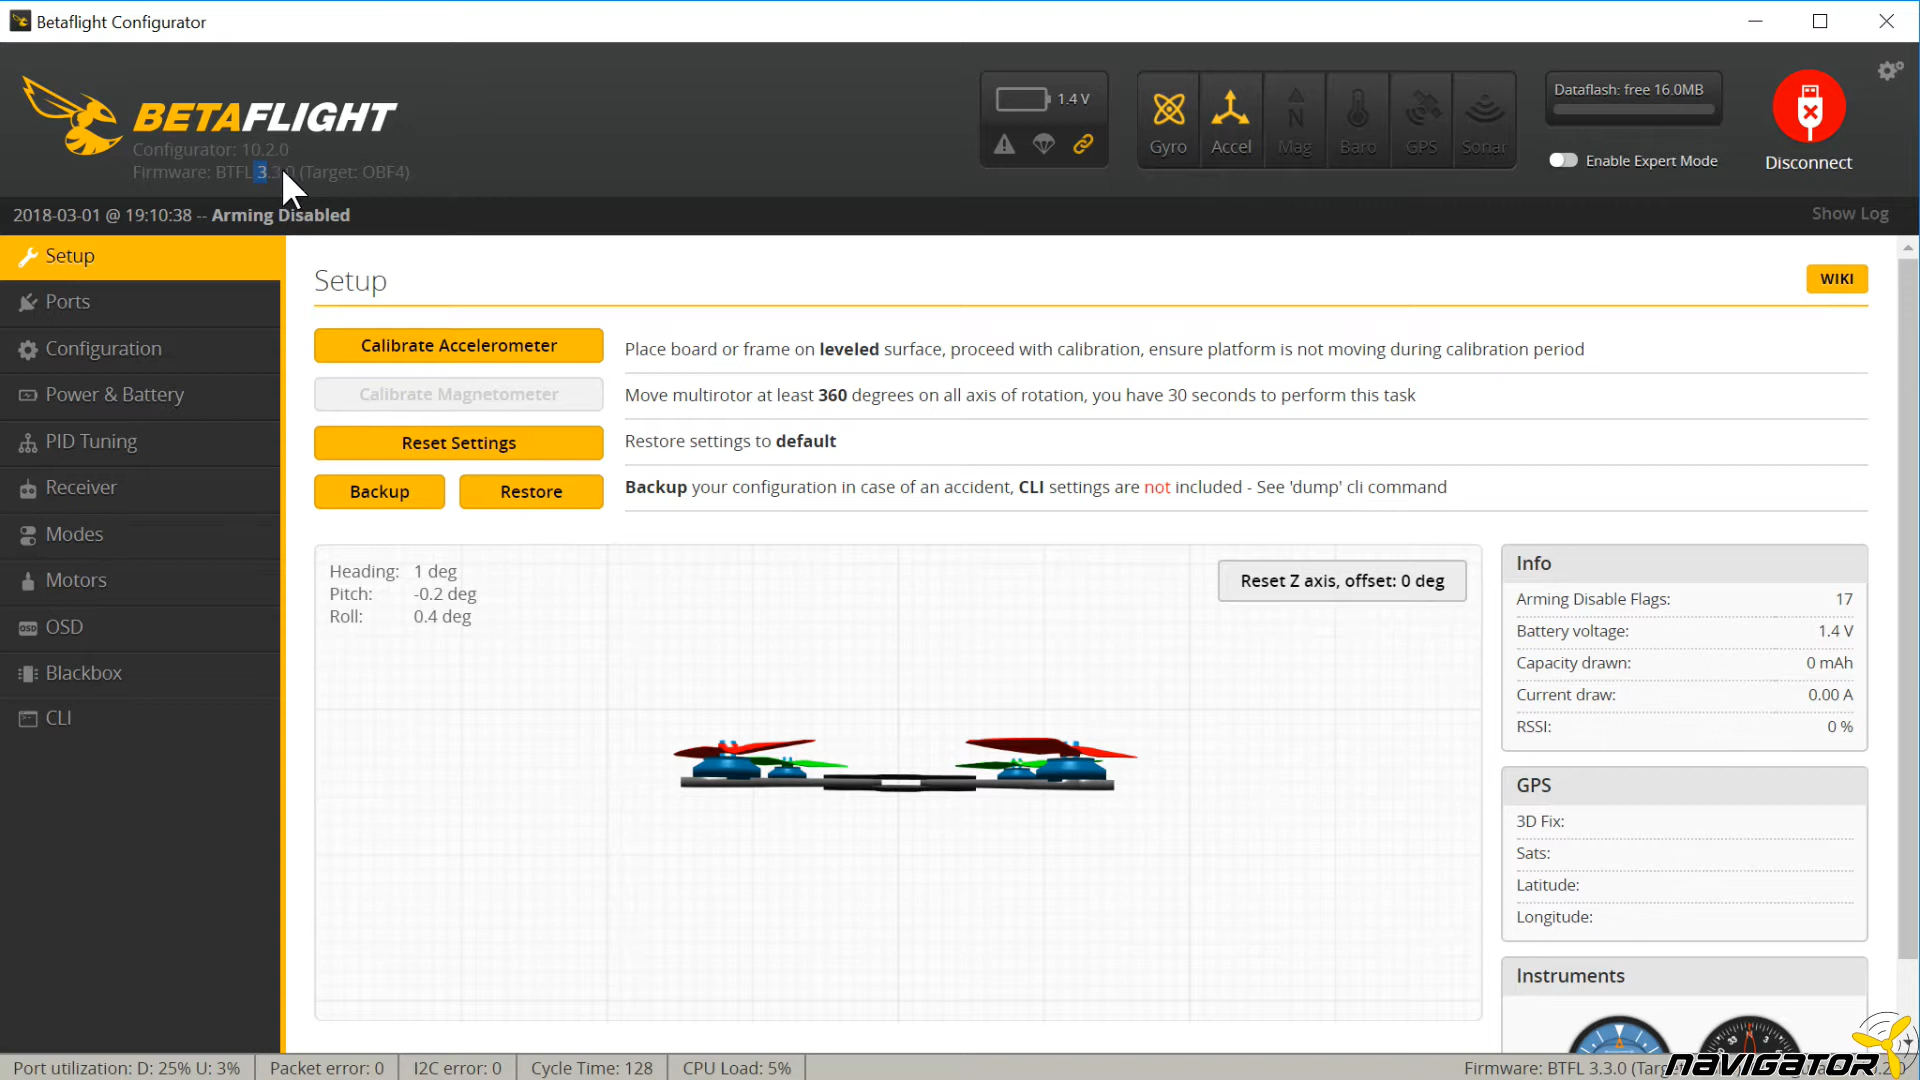 Betaflight Configurator
BETAFLIGHT
Configurator: 10.2.0
Firmware: BTFL 3.3.0 (Target: OBF4)
1.4 V
Gyro
Accel
Mag
Baro
GPS
Sonar
Dataflash: free 16.0MB
Enable Expert Mode
Disconnect
2018-03-01 @ 19:10:38 -- Arming Disabled
Show Log
Setup
Ports
Configuration
Power & Battery
PID Tuning
Receiver
Modes
Motors
OSD OSD
Blackbox
CLI
Setup
WIKI
Calibrate Accelerometer
Place board or frame on leveled surface, proceed with calibration, ensure platform is not moving during calibration period
Calibrate Magnetometer
Move multirotor at least 360 degrees on all axis of rotation, you have 30 seconds to perform this task
Reset Settings
Restore settings to default
Backup
Restore
Backup your configuration in case of an accident, CLI settings are not included - See 'dump' cli command
Heading: 1 deg
Pitch: -0.2 deg
Roll: 0.4 deg
Reset Z axis, offset: 0 deg
Info
Arming Disable Flags: 17
Battery voltage: 1.4 V
Capacity drawn: 0 mAh
Current draw: 0.00 A
RSSI: 0 %
GPS
3D Fix:
Sats:
Latitude:
Longitude:
Instruments
Port utilization: D: 25% U: 3%
Packet error: 0
I2C error: 0
Cycle Time: 128
CPU Load: 5%
Firmware: BTFL 3.3.0
NAVIGATOR